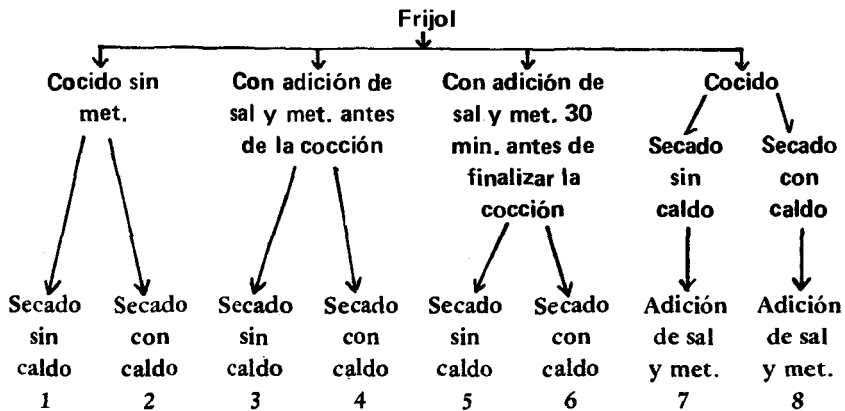 Frijol
Cocido sin
met.
Con adición de
sal y met. antes
de la cocción
Con adición de
sal y met. 30
min. antes de
finalizar la
cocción
Cocido
Secado
sin
caldo
Secado
con
caldo
Secado
sin
caldo
1
Secado
con
caldo
2
Secado
sin
caldo
3
Secado
con
caldo
4
Secado
sin
caldo
5
Secado
con
caldo
6
Adición
de sal
y met.
7
Adición
de sal
y met.
8